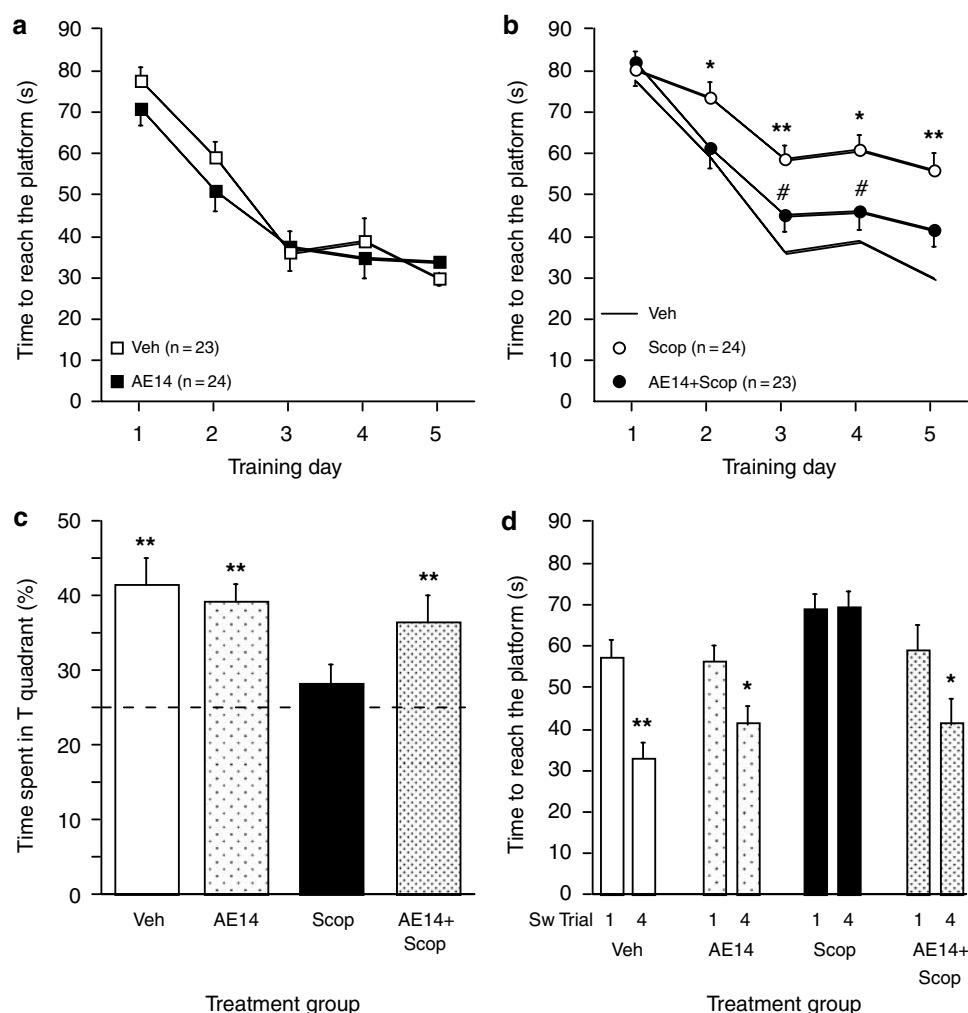 a
90
80
70
60
50
40
30
20
10
0
Time to reach the platform (s)
Veh (n = 23)
AE14 (n = 24)
1 2 3 4 5
Training day
b
90
80
70
60
50
40
30
20
10
0
Time to reach the platform (s)
*
**
*
**
#
#
Veh
Scop (n = 24)
AE14+Scop (n = 23)
1 2 3 4 5
Training day
c
50
40
30
20
10
0
Time spent in T quadrant (%)
**
**
**
Veh AE14 Scop AE14+
Scop
Treatment group
d
90
80
70
60
50
40
30
20
10
0
Time to reach the platform (s)
**
*
*
Sw Trial 1 4 1 4 1 4 1 4
Veh AE14 Scop AE14+
Scop
Treatment group